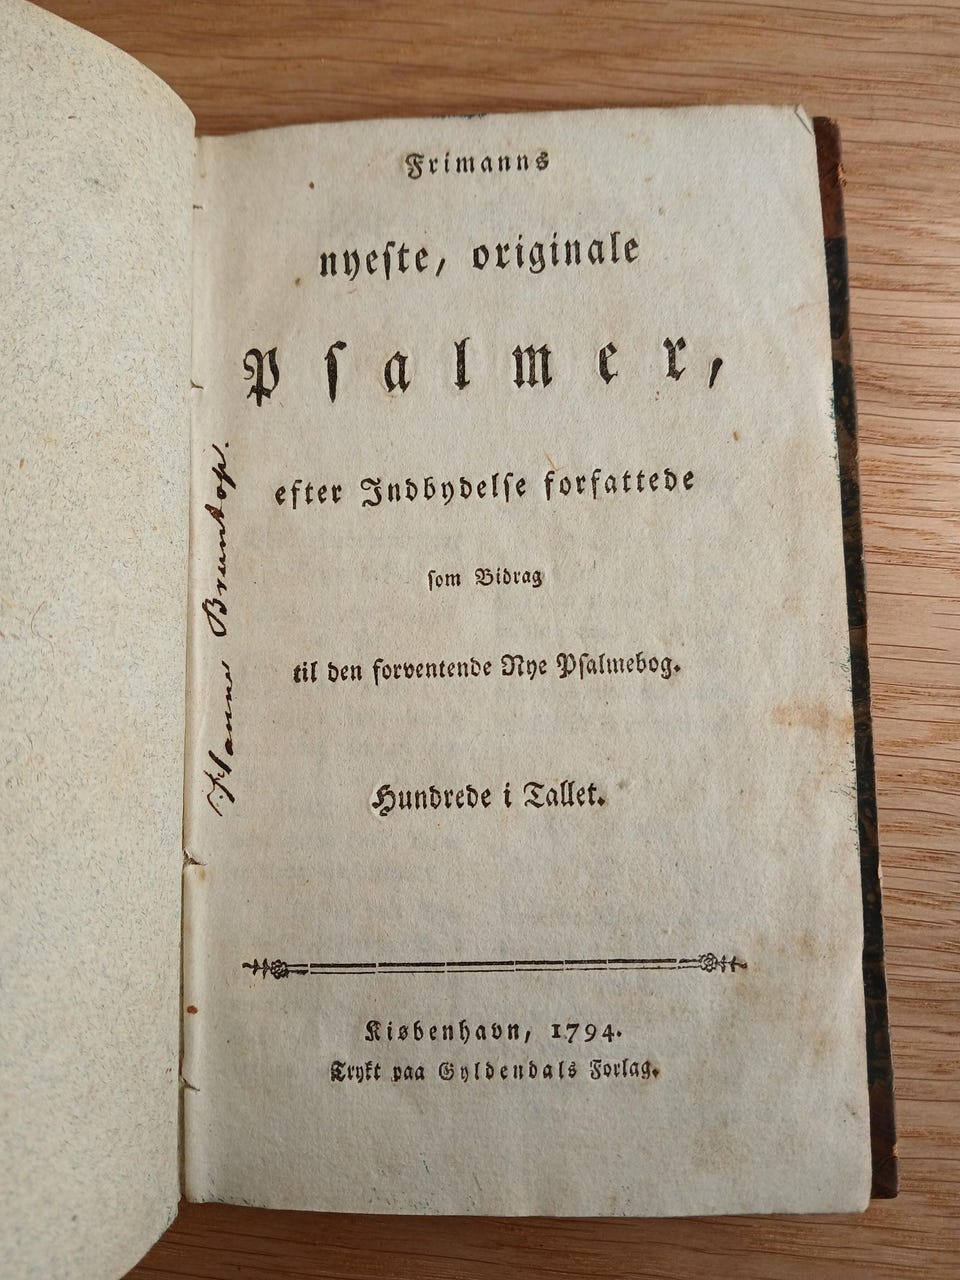 Frimanns
nyeſte, originale
Pſalmer,
efter Indbydelſe forfattede
ſom Bidrag
til den forventende Nye Pſalmebog.
Hundrede i Tallet.
Kiøbenhavn, 1794.
Trykt paa Gyldendals Forlag.
Hanne